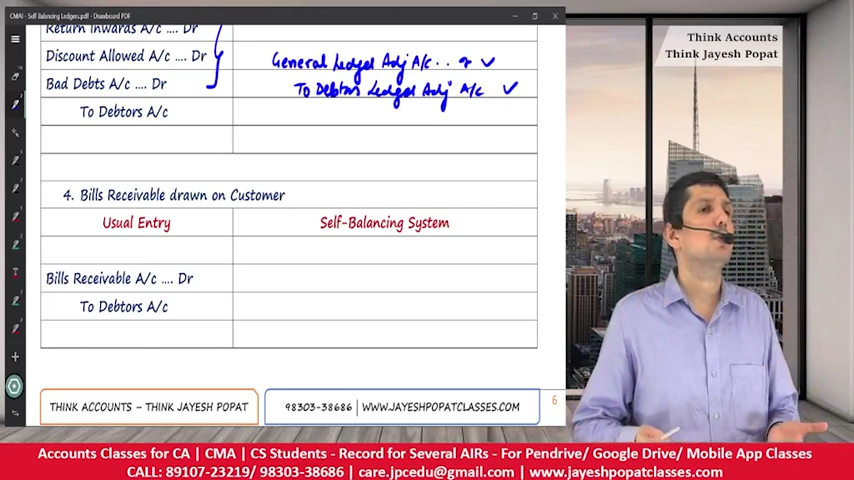 CMAI - Self Balancing Ledgers.pdf - Drawboard PDF
Think Accounts
Think Jayesh Popat
Return Inwards A/c .... Dr
Discount Allowed A/c .... Dr
Bad Debts A/c .... Dr
To Debtors A/c
General Ledger Adj A/c . . Dr
To Debtors Ledger Adj A/c
4. Bills Receivable drawn on Customer
Usual Entry
Self-Balancing System
Bills Receivable A/c .... Dr
To Debtors A/c
THINK ACCOUNTS – THINK JAYESH POPAT
98303-38686 | WWW.JAYESHPOPATCLASSES.COM
6
Accounts Classes for CA | CMA | CS Students - Record for Several AIRs - For Pendrive/ Google Drive/ Mobile App Classes
CALL: 89107-23219/ 98303-38686 | care.jpcedu@gmail.com | www.jayeshpopatclasses.com